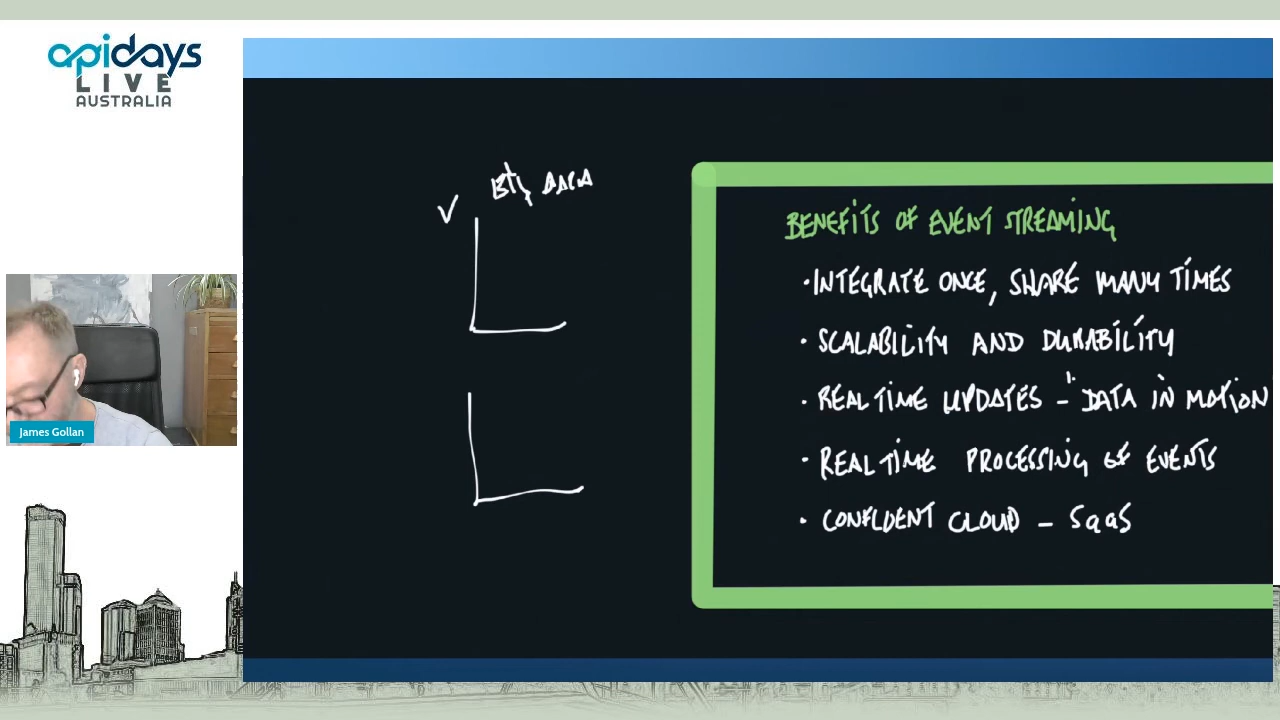 apidays
LIVE
AUSTRALIA
James Gollan
V
DATA
BENEFITS OF EVENT STREAMING
• INTEGRATE ONCE, SHARE MANY TIMES
• SCALABILITY AND DURABILITY
• REAL TIME UPDATES - "DATA IN MOTION
• REAL TIME PROCESSING OF EVENTS
• CONFLUENT CLOUD - SaaS